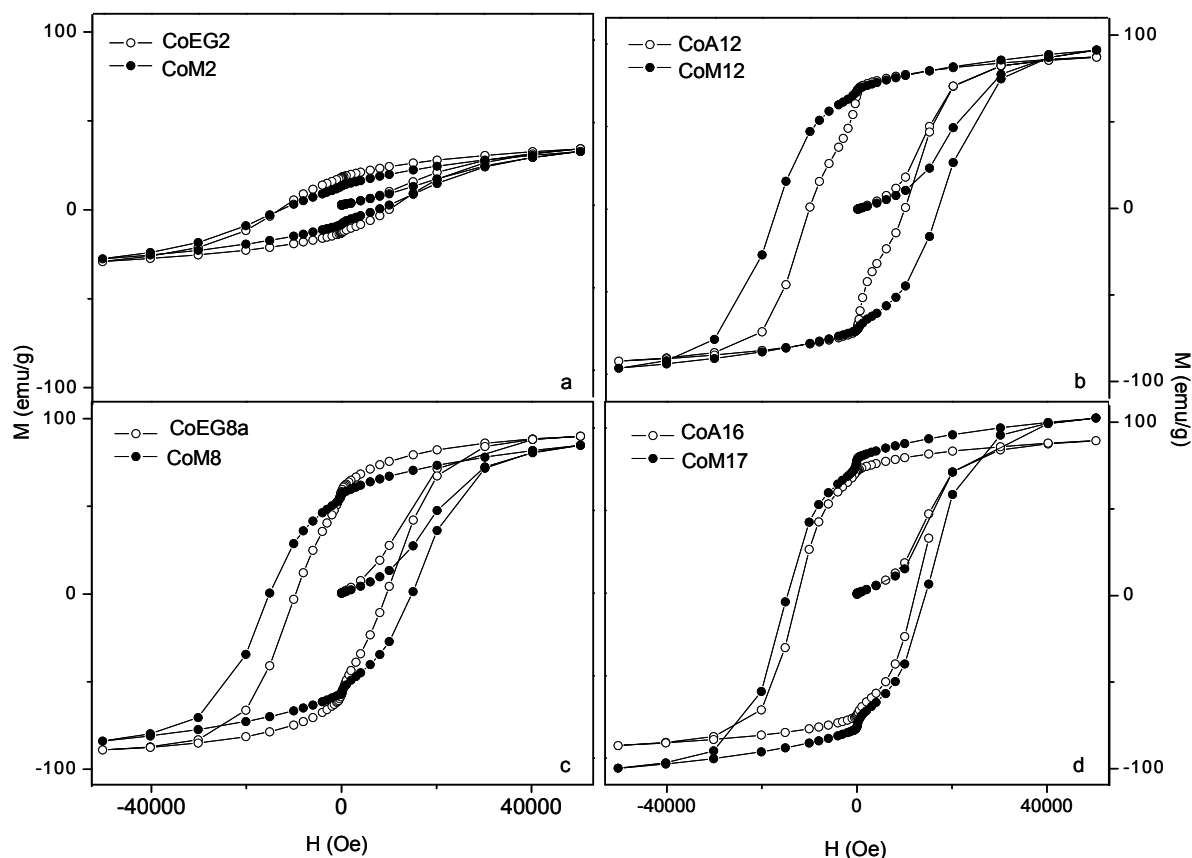 CoEG2
CoM2
100
0
-100
M (emu/g)
a
CoA12
CoM12
100
0
-100
M (emu/g)
b
CoEG8a
CoM8
100
0
-100
c
-40000
0
40000
H (Oe)
CoA16
CoM17
100
0
-100
d
-40000
0
40000
H (Oe)